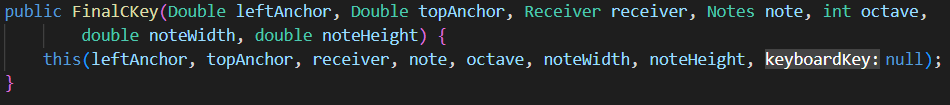 public FinalCKey(Double leftAnchor, Double topAnchor, Receiver receiver, Notes note, int octave,
double noteWidth, double noteHeight) {
this(leftAnchor, topAnchor, receiver, note, octave, noteWidth, noteHeight, keyboardKey: null);
}